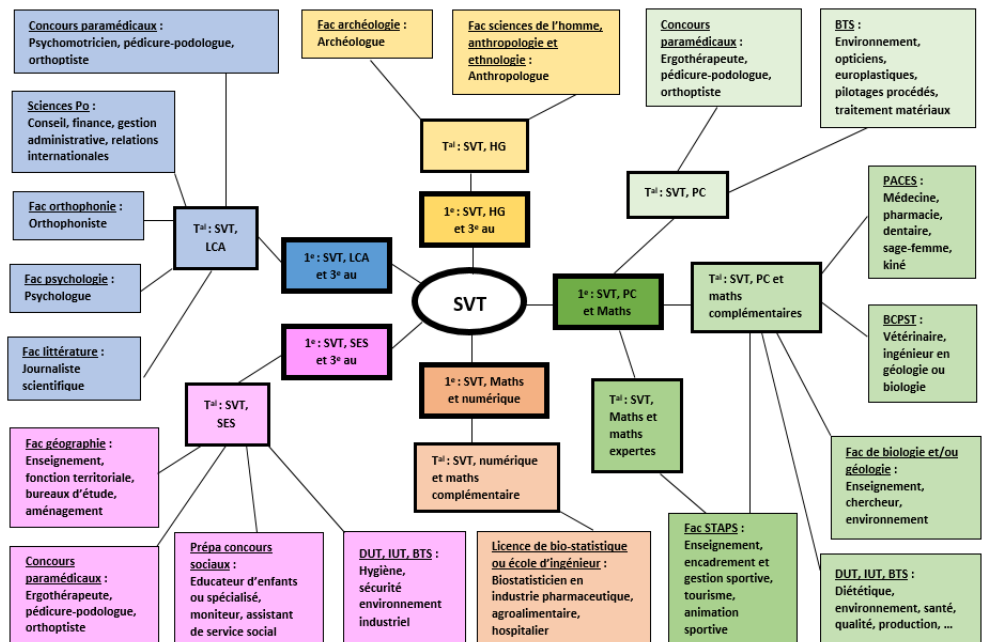 Concours paramédicaux :
Psychomotricien, pédicure-podologue,
orthoptiste
Fac archéologie :
Archéologue
Fac sciences de l'homme,
anthropologie et
ethnologie :
Anthropologue
Concours
paramédicaux :
Ergothérapeute,
pédicure-podologue,
orthoptiste
BTS :
Environnement,
opticiens,
europlastiques,
pilotages procédés,
traitement matériaux
Sciences Po :
Conseil, finance, gestion
administrative, relations
internationales
Tal : SVT, HG
Tal : SVT, PC
PACES :
Médecine,
pharmacie,
dentaire,
sage-femme,
kiné
Fac orthophonie :
Orthophoniste
Tal : SVT,
LCA
1e : SVT, HG
et 3e au
1e : SVT, LCA
et 3e au
Fac psychologie :
Psychologue
SVT
1e : SVT, PC
et Maths
Tal : SVT, PC et
maths
complémentaires
BCPST :
Vétérinaire,
ingénieur en
géologie ou
biologie
Fac littérature :
Journaliste
scientifique
1e : SVT, SES
et 3e au
1e : SVT, Maths
et numérique
Tal : SVT,
SES
Tal : SVT,
Maths et
maths
expertes
Fac géographie :
Enseignement,
fonction territoriale,
bureaux d'étude,
aménagement
Tal : SVT, numérique
et maths
complémentaire
Fac de biologie et/ou
géologie :
Enseignement,
chercheur,
environnement
Concours
paramédicaux :
Ergothérapeute,
pédicure-podologue,
orthoptiste
Prépa concours
sociaux :
Educateur d'enfants
ou spécialisé,
moniteur, assistant
de service social
DUT, IUT, BTS :
Hygiène,
sécurité
environnement
industriel
Licence de bio-statistique
ou école d'ingénieur :
Biostatisticien en
industrie pharmaceutique,
agroalimentaire,
hospitalier
Fac STAPS :
Enseignement,
encadrement et
gestion sportive,
tourisme,
animation
sportive
DUT, IUT, BTS :
Diététique,
environnement, santé,
qualité, production, ...